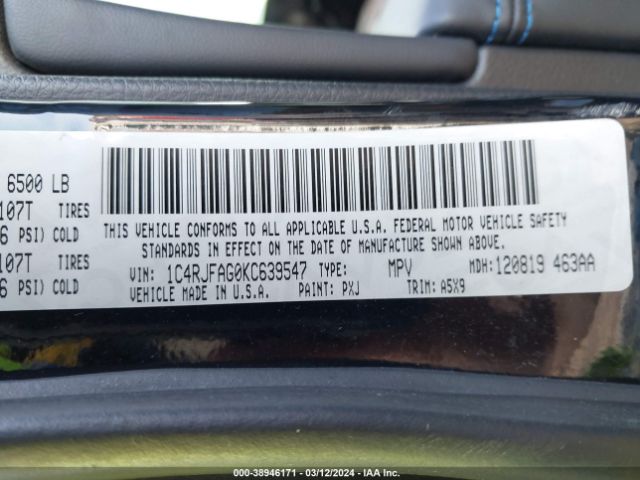 6500 LB
107T TIRES
6 PSI) COLD
107T TIRES
6 PSI) COLD
THIS VEHICLE CONFORMS TO ALL APPLICABLE U.S.A. FEDERAL MOTOR VEHICLE SAFETY
STANDARDS IN EFFECT ON THE DATE OF MANUFACTURE SHOWN ABOVE.
VIN: 1C4RJFAG0KC639547 TYPE: MPV MDH: 120819 463AA
VEHICLE MADE IN U.S.A. PAINT: PXJ TRIM: A5X9
000-38946171 | 03/12/2024 | IAA Inc.